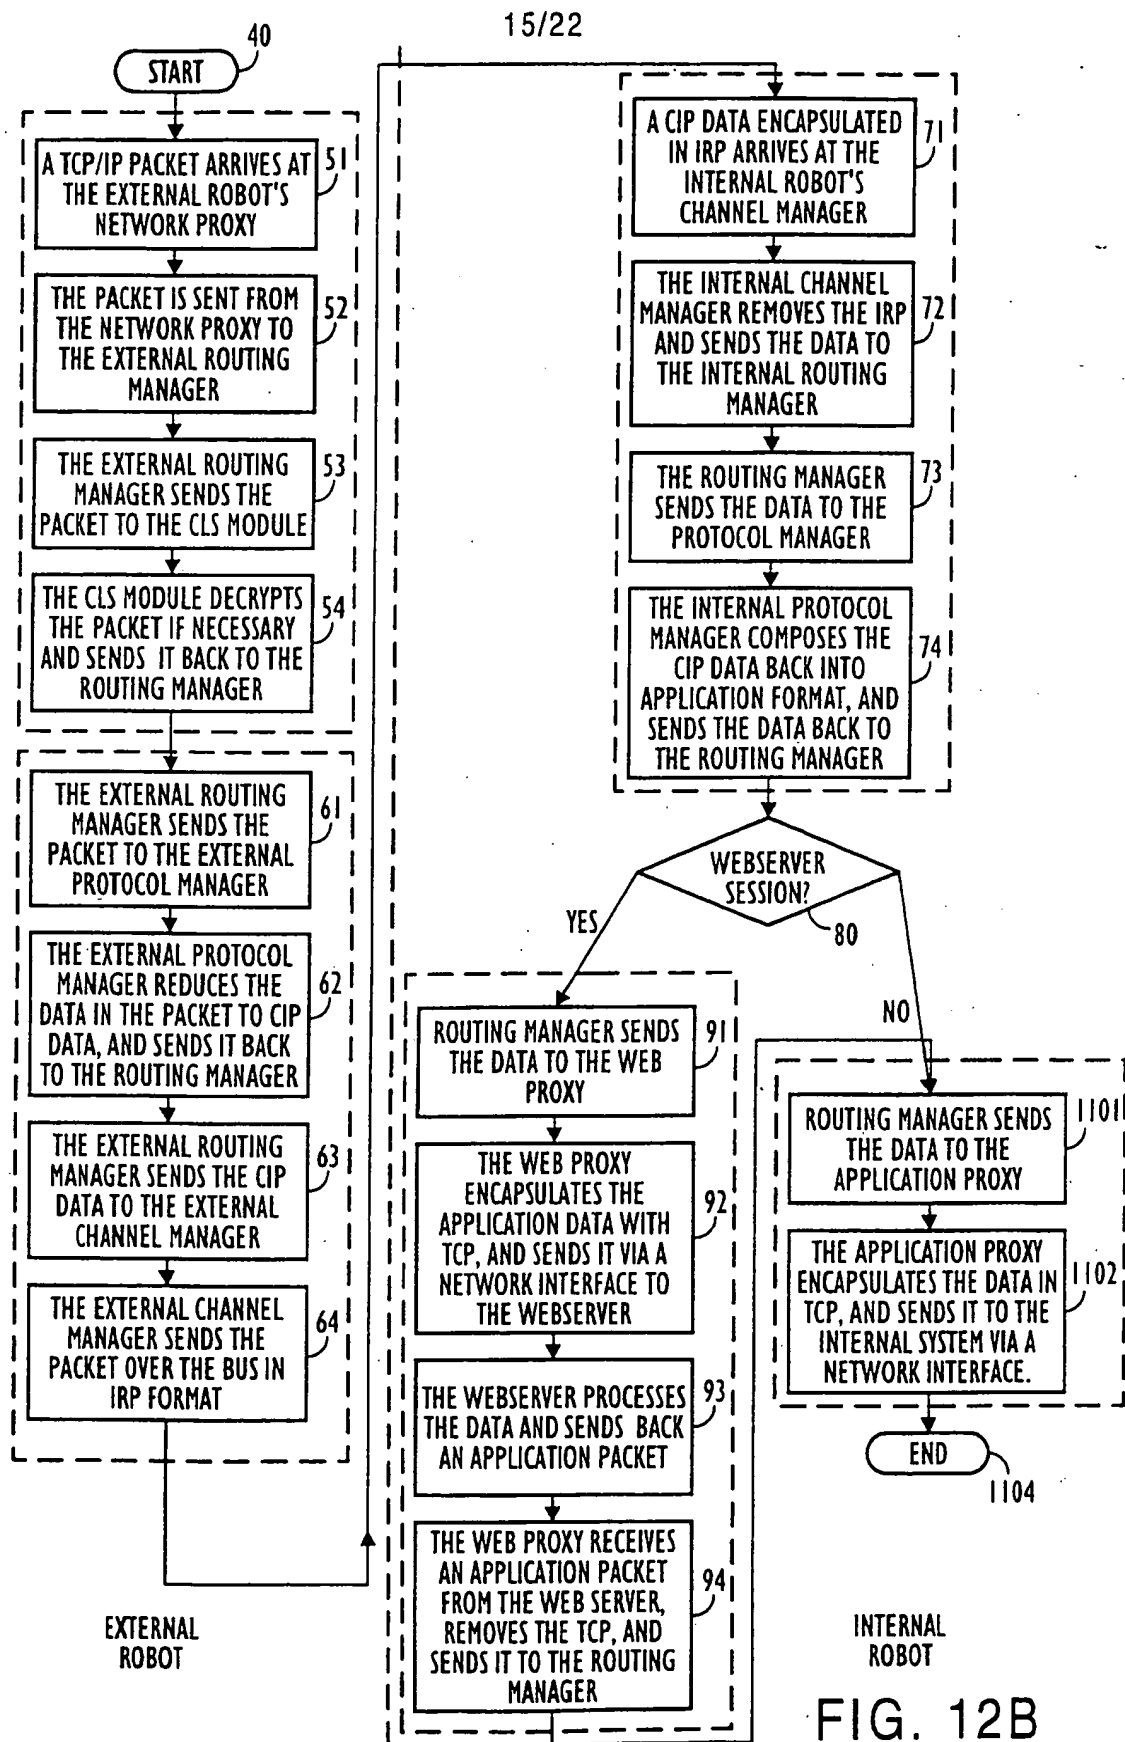 15/22
START
40
A TCP/IP PACKET ARRIVES AT
THE EXTERNAL ROBOT'S
NETWORK PROXY
51
THE PACKET IS SENT FROM
THE NETWORK PROXY TO
THE EXTERNAL ROUTING
MANAGER
52
THE EXTERNAL ROUTING
MANAGER SENDS THE
PACKET TO THE CLS MODULE
53
THE CLS MODULE DECRYPTS
THE PACKET IF NECESSARY
AND SENDS IT BACK TO THE
ROUTING MANAGER
54
THE EXTERNAL ROUTING
MANAGER SENDS THE
PACKET TO THE EXTERNAL
PROTOCOL MANAGER
61
THE EXTERNAL PROTOCOL
MANAGER REDUCES THE
DATA IN THE PACKET TO CIP
DATA, AND SENDS IT BACK
TO THE ROUTING MANAGER
62
THE EXTERNAL ROUTING
MANAGER SENDS THE CIP
DATA TO THE EXTERNAL
CHANNEL MANAGER
63
THE EXTERNAL CHANNEL
MANAGER SENDS THE
PACKET OVER THE BUS IN
IRP FORMAT
64
EXTERNAL
ROBOT
A CIP DATA ENCAPSULATED
IN IRP ARRIVES AT THE
INTERNAL ROBOT'S
CHANNEL MANAGER
71
THE INTERNAL CHANNEL
MANAGER REMOVES THE IRP
AND SENDS THE DATA TO
THE INTERNAL ROUTING
MANAGER
72
THE ROUTING MANAGER
SENDS THE DATA TO THE
PROTOCOL MANAGER
73
THE INTERNAL PROTOCOL
MANAGER COMPOSES THE
CIP DATA BACK INTO
APPLICATION FORMAT, AND
SENDS THE DATA BACK TO
THE ROUTING MANAGER
74
WEBSERVER
SESSION?
80
YES
NO
ROUTING MANAGER SENDS
THE DATA TO THE WEB
PROXY
91
THE WEB PROXY
ENCAPSULATES THE
APPLICATION DATA WITH
TCP, AND SENDS IT VIA A
NETWORK INTERFACE TO
THE WEBSERVER
92
THE WEBSERVER PROCESSES
THE DATA AND SENDS BACK
AN APPLICATION PACKET
93
THE WEB PROXY RECEIVES
AN APPLICATION PACKET
FROM THE WEB SERVER,
REMOVES THE TCP, AND
SENDS IT TO THE ROUTING
MANAGER
94
ROUTING MANAGER SENDS
THE DATA TO THE
APPLICATION PROXY
1101
THE APPLICATION PROXY
ENCAPSULATES THE DATA IN
TCP, AND SENDS IT TO THE
INTERNAL SYSTEM VIA A
NETWORK INTERFACE.
1102
END
1104
INTERNAL
ROBOT
FIG. 12B